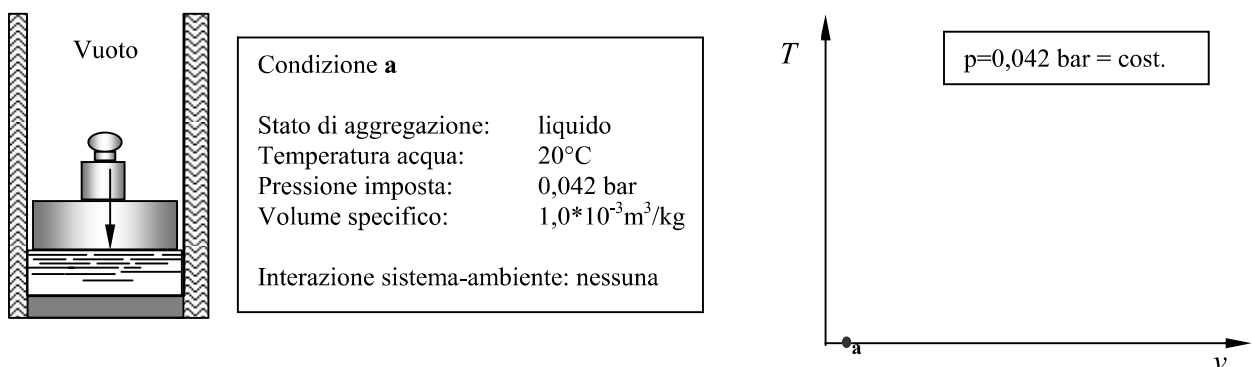 Vuoto
Condizione a
Stato di aggregazione: liquido
Temperatura acqua: 20°C
Pressione imposta: 0,042 bar
Volume specifico: 1,0*10⁻³m³/kg
Interazione sistema-ambiente: nessuna
T
p=0,042 bar = cost.
a
v